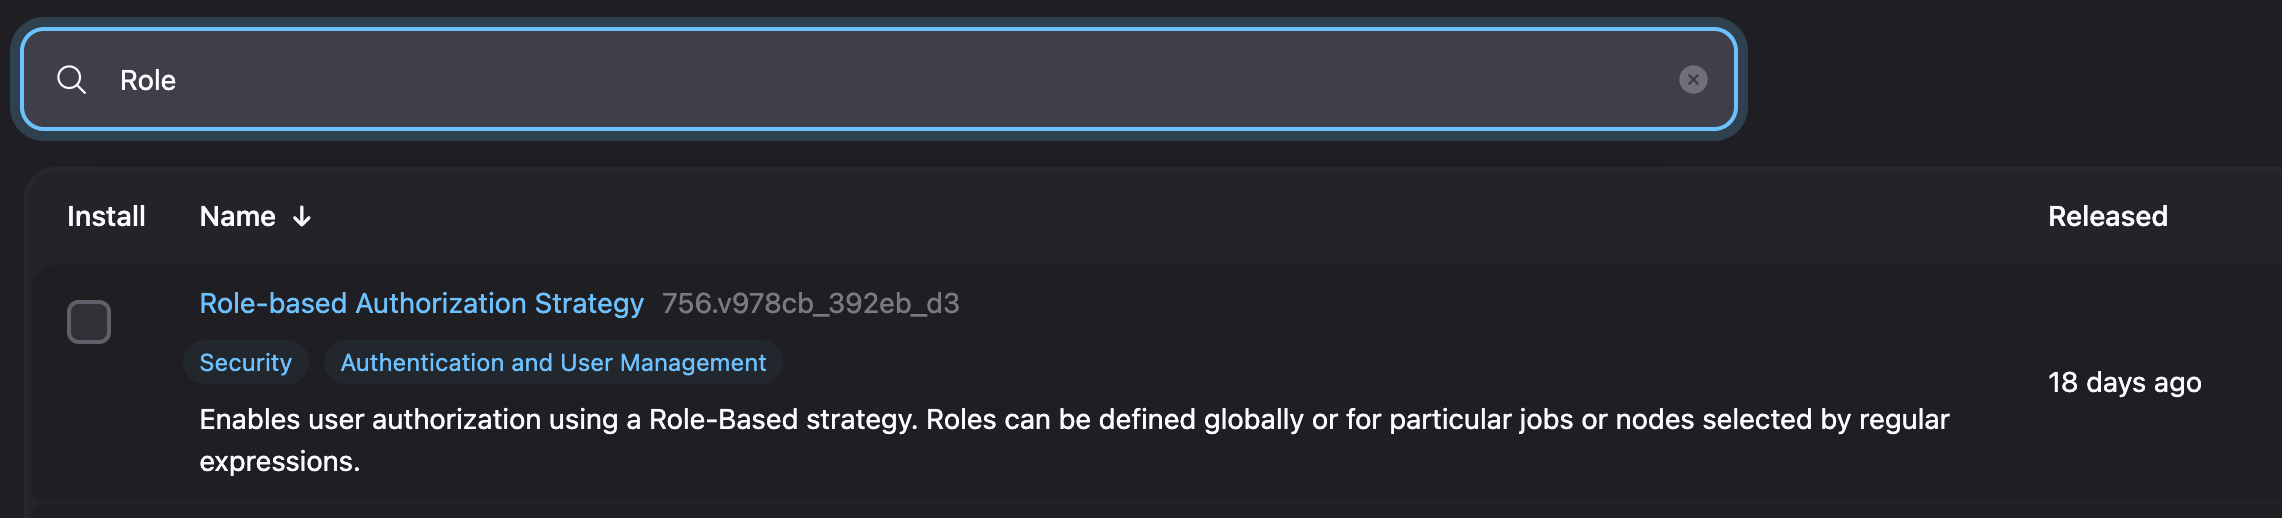 Role
Install Name Released
Role-based Authorization Strategy 756.v978cb_392eb_d3
Security Authentication and User Management
18 days ago
Enables user authorization using a Role-Based strategy. Roles can be defined globally or for particular jobs or nodes selected by regular
expressions.